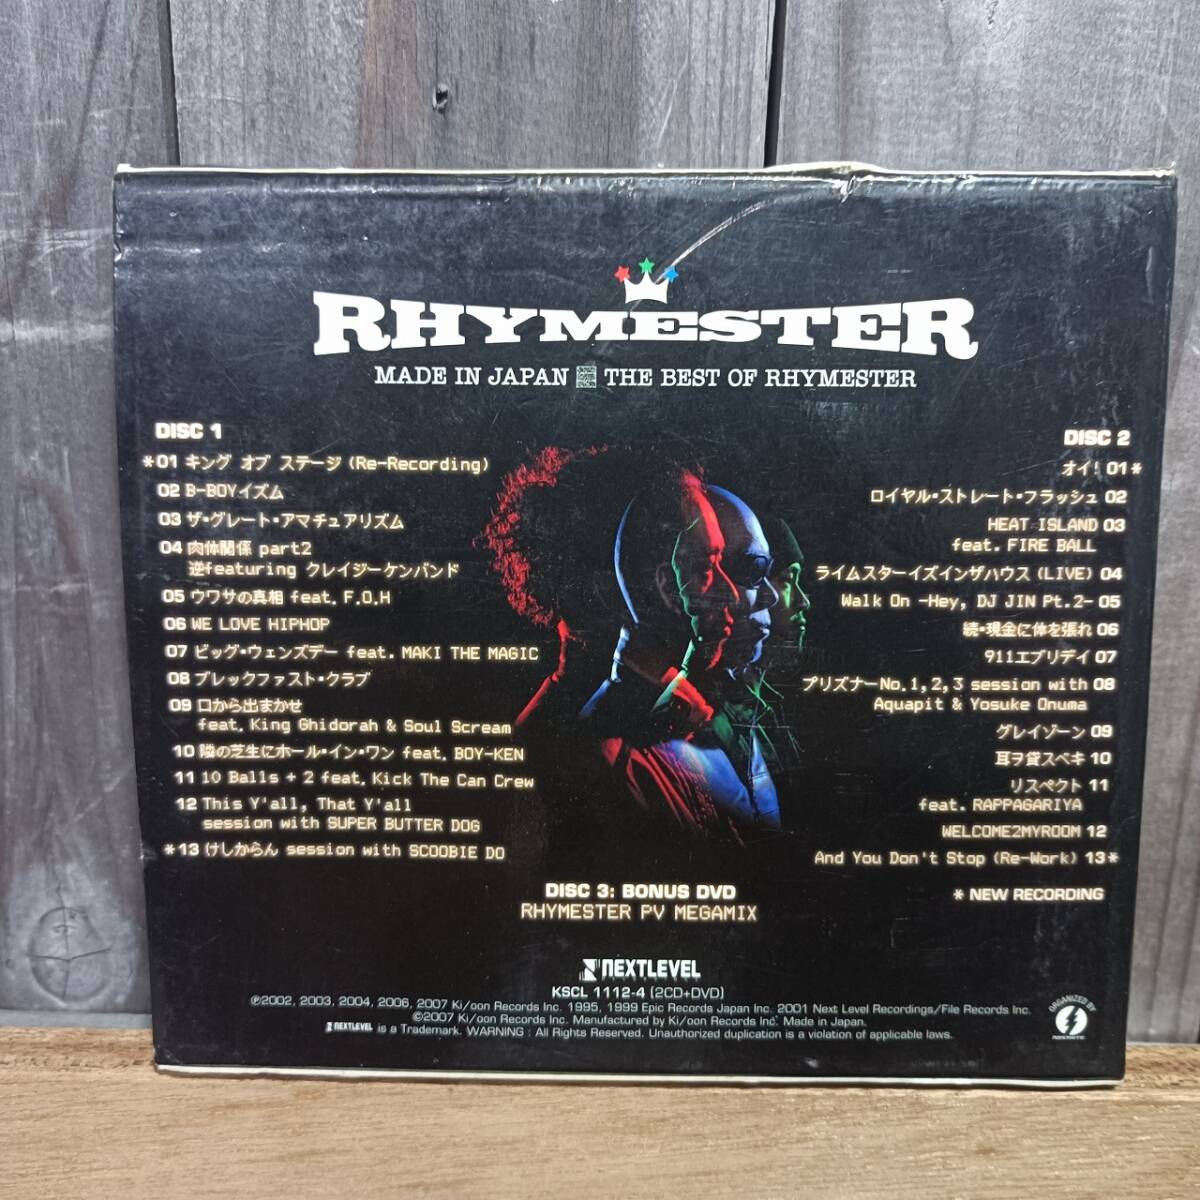 RHYMESTER
MADE IN JAPAN THE BEST OF RHYMESTER
DISC 1
*01 キング オブ ステージ (Re-Recording)
02 B-BOYイズム
03 ザ・グレート・アマチュアリズム
04 肉体関係 part2
逆featuring クレイジーケンバンド
05 ウワサの真相 feat. F.O.H
06 WE LOVE HIPHOP
07 ビッグ・ウェンズデー feat. MAKI THE MAGIC
08 ブレックファスト・クラブ
09 口から出まかせ
feat. King Ghidorah & Soul Scream
10 隣の芝生にホール・イン・ワン feat. BOY-KEN
11 10 Balls + 2 feat. Kick The Can Crew
12 This Y'all, That Y'all
session with SUPER BUTTER DOG
*13 けしからん session with SCOOBIE DO
DISC 2
オイ! 01*
ロイヤル・ストレート・フラッシュ 02
HEAT ISLAND 03
feat. FIRE BALL
ライムスターイズインザハウス (LIVE) 04
Walk On -Hey, DJ JIN Pt.2- 05
続・現金に体を張れ 06
911エブリデイ 07
プリズナーNo.1,2,3 session with 08
Aquapit & Yosuke Onuma
グレイゾーン 09
耳ヲ貸スベキ 10
リスペクト 11
feat. RAPPAGARIYA
WELCOME2MYROOM 12
And You Don't Stop (Re-Work) 13*
* NEW RECORDING
DISC 3: BONUS DVD
RHYMESTER PV MEGAMIX
NEXTLEVEL
KSCL 1112-4 (2CD+DVD)
℗2002, 2003, 2004, 2006, 2007 Ki/oon Records Inc. 1995, 1999 Epic Records Japan Inc. 2001 Next Level Recordings/File Records Inc.
©2007 Ki/oon Records Inc. Manufactured by Ki/oon Records Inc. Made in Japan.
NEXTLEVEL is a Trademark. WARNING : All Rights Reserved. Unauthorized duplication is a violation of applicable laws.
ORGANIZED BY